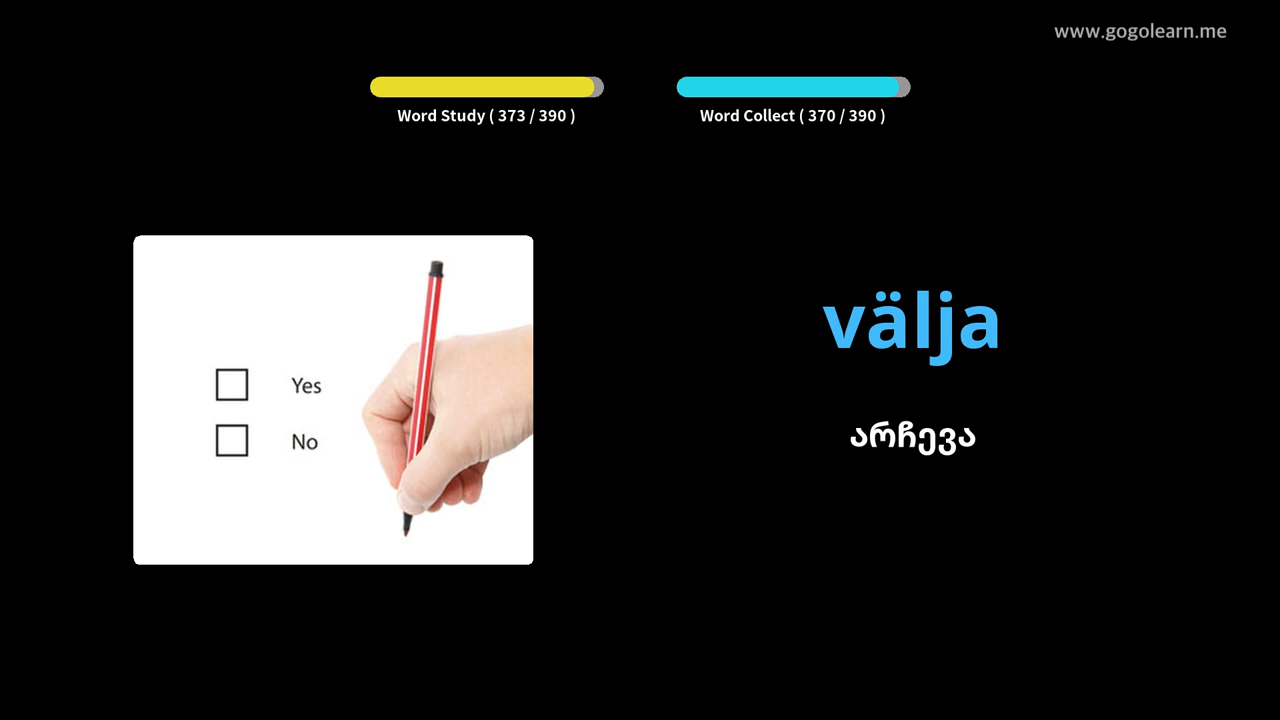 www.gogolearn.me
Word Study ( 373 / 390 )
Word Collect ( 370 / 390 )
Yes
No
välja
არჩევა